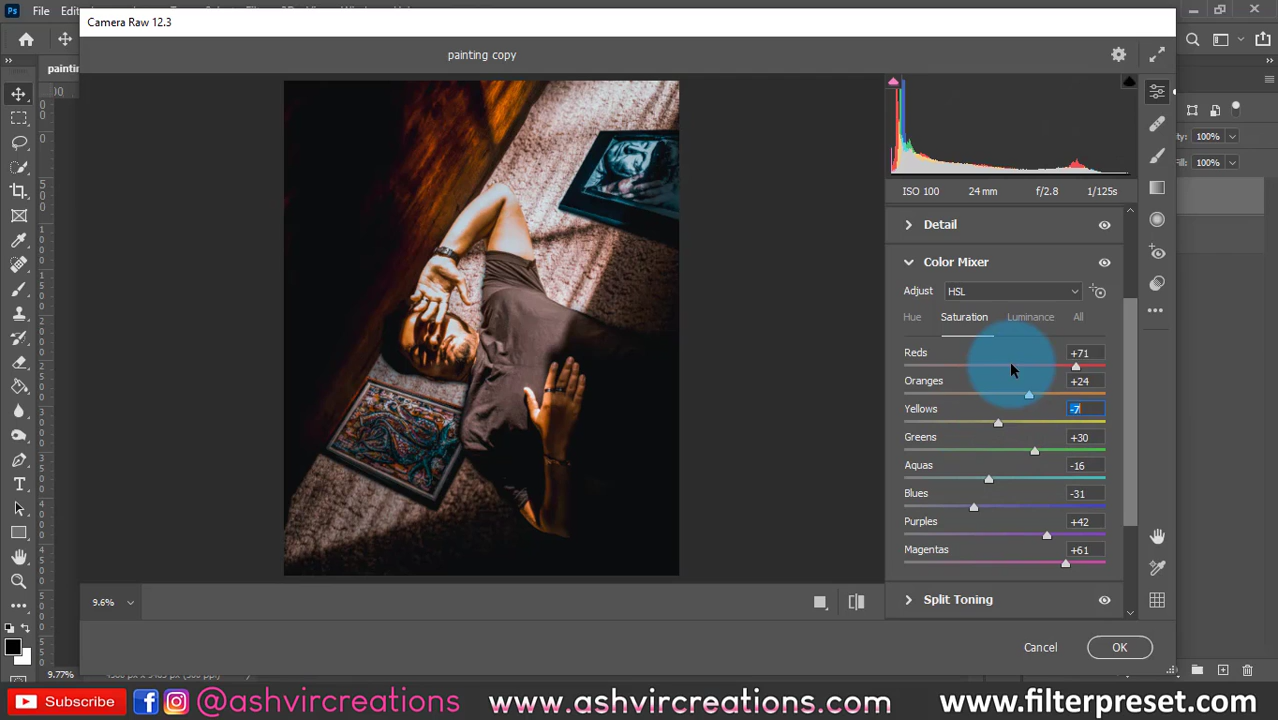 Ps File Edi
Camera Raw 12.3
painting copy
paintin
ISO 100 24 mm f/2.8 1/125s
Detail
Color Mixer
Adjust HSL
Hue Saturation Luminance All
Reds +71
Oranges +24
Yellows -7
Greens +30
Aquas -16
Blues -31
Purples +42
Magentas +61
Split Toning
9.6%
Cancel OK
100%
100%
9.77%
Subscribe @ashvircreations www.ashvircreations.com www.filterpreset.com